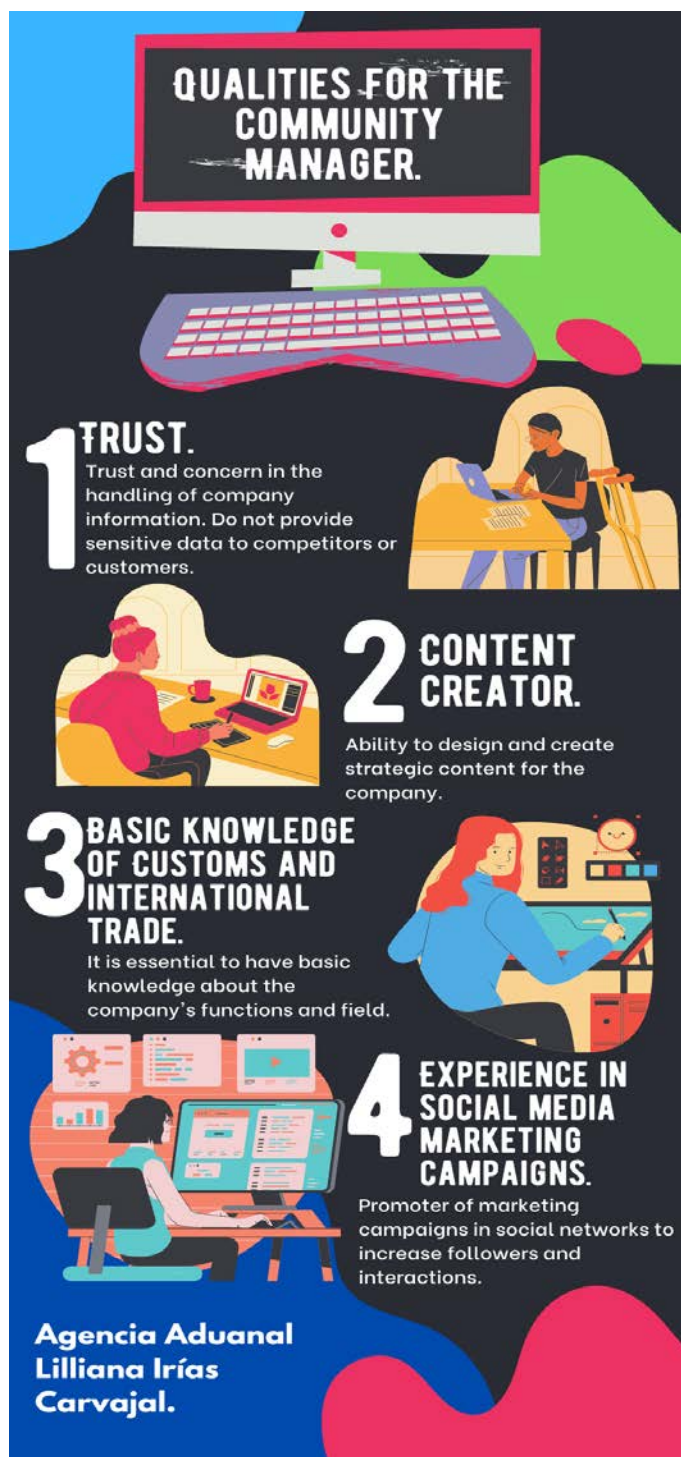 QUALITIES FOR THE
COMMUNITY
MANAGER.
1
TRUST.
Trust and concern in the
handling of company
information. Do not provide
sensitive data to competitors or
customers.
2
CONTENT
CREATOR.
Ability to design and create
strategic content for the
company.
3
BASIC KNOWLEDGE
OF CUSTOMS AND
INTERNATIONAL
TRADE.
It is essential to have basic
knowledge about the
company's functions and field.
4
EXPERIENCE IN
SOCIAL MEDIA
MARKETING
CAMPAIGNS.
Promoter of marketing
campaigns in social networks to
increase followers and
interactions.
Agencia Aduanal
Lilliana Irías
Carvajal.